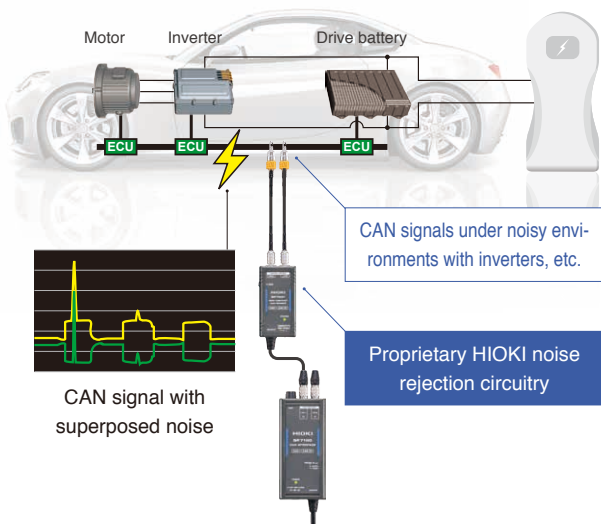 Motor
Inverter
Drive battery
ECU
ECU
ECU
CAN signals under noisy envi-
ronments with inverters, etc.
Proprietary HIOKI noise
rejection circuitry
CAN signal with
superposed noise
HIOKI
HIOKI